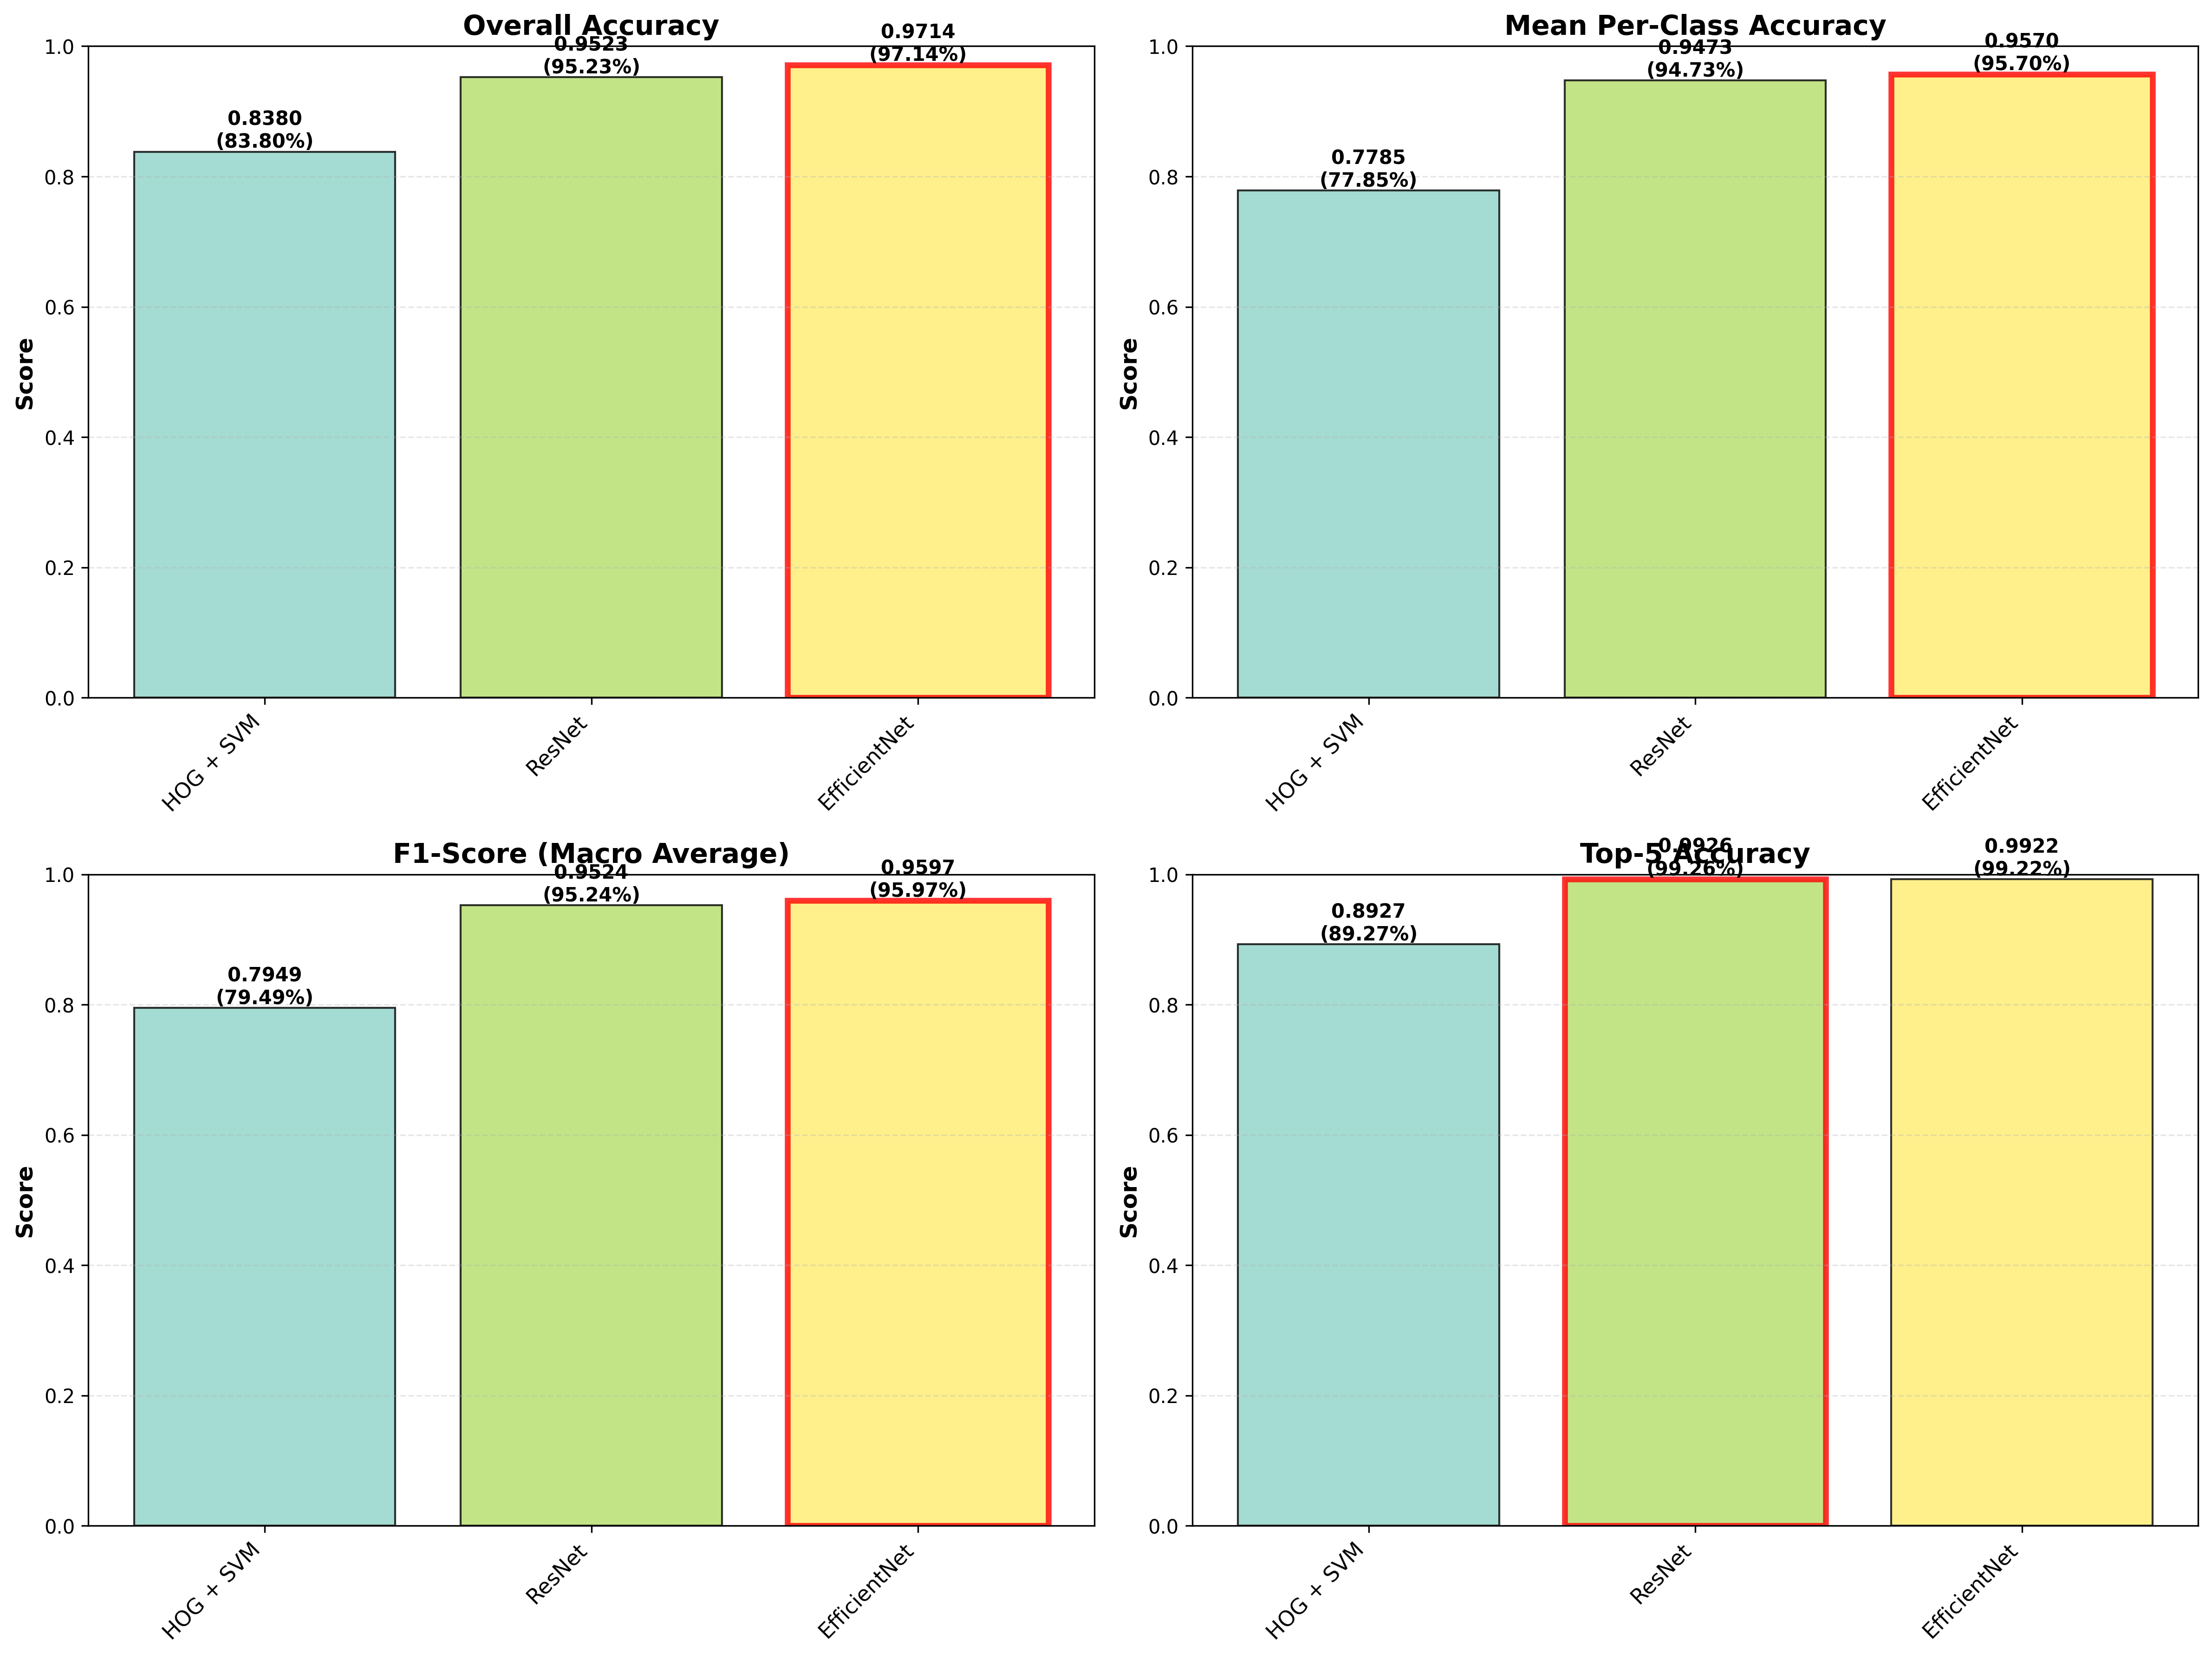 Overall Accuracy
Score
1.0
0.8
0.6
0.4
0.2
0.0
0.8380
(83.80%)
0.9523
(95.23%)
0.9714
(97.14%)
HOG + SVM
ResNet
EfficientNet
Mean Per-Class Accuracy
Score
1.0
0.8
0.6
0.4
0.2
0.0
0.7785
(77.85%)
0.9473
(94.73%)
0.9570
(95.70%)
HOG + SVM
ResNet
EfficientNet
F1-Score (Macro Average)
Score
1.0
0.8
0.6
0.4
0.2
0.0
0.7949
(79.49%)
0.9524
(95.24%)
0.9597
(95.97%)
HOG + SVM
ResNet
EfficientNet
Top-5 Accuracy
Score
1.0
0.8
0.6
0.4
0.2
0.0
0.8927
(89.27%)
0.9926
(99.26%)
0.9922
(99.22%)
HOG + SVM
ResNet
EfficientNet